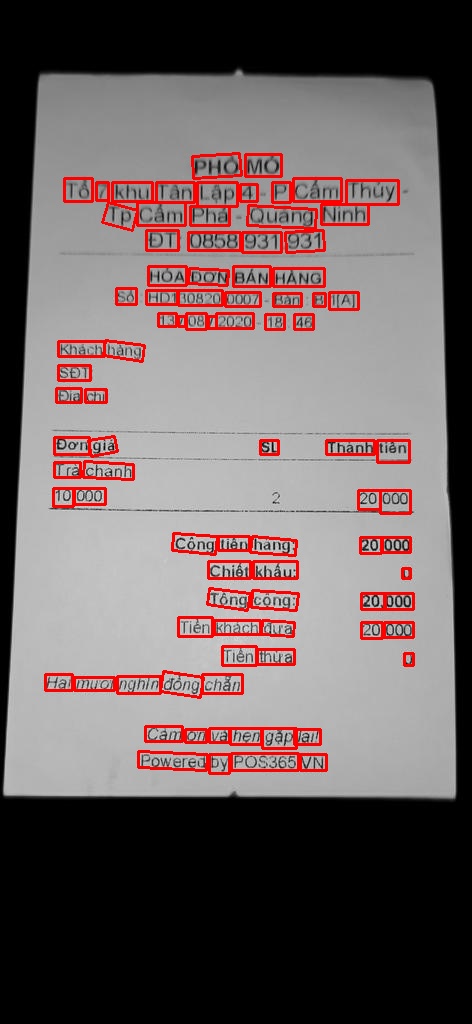 PHỐ MỎ
Tổ 7 khu Tân Lập 4 - P Cẩm Thủy -
Tp Cẩm Phả - Quảng Ninh
ĐT 0858 931 931
HÓA ĐƠN BÁN HÀNG
Số HD130820 0007 - Bàn : B 1[A]
13/08/2020 - 18 46
Khách hàng
SĐT
Địa chỉ
Đơn giá SL Thành tiền
Trà chanh
10,000 2 20,000
Cộng tiền hàng: 20,000
Chiết khấu: 0
Tổng cộng: 20,000
Tiền khách đưa 20,000
Tiền thừa 0
Hai mươi nghìn đồng chẵn
Cảm ơn và hẹn gặp lại!
Powered by POS365.VN